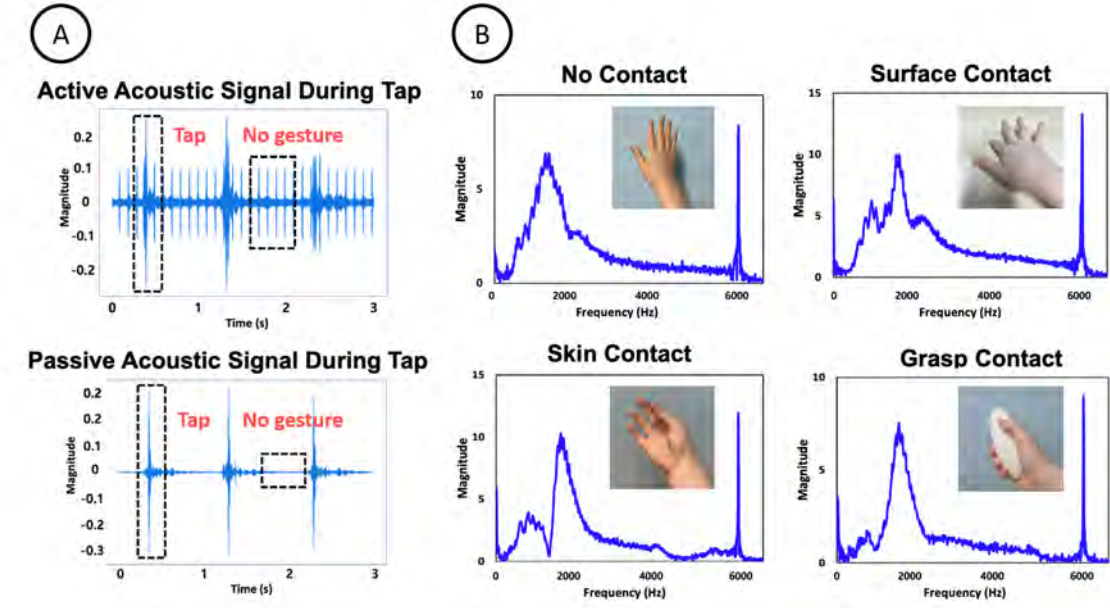 A
B
Active Acoustic Signal During Tap
Magnitude
0.2
0.1
0
-0.1
-0.2
Tap
No gesture
0
1
2
3
Time (s)
Passive Acoustic Signal During Tap
Magnitude
0.2
0.2
0.1
0
-0.1
-0.2
-0.3
Tap
No gesture
0
1
2
3
Time (s)
No Contact
Magnitude
10
5
0
0
2000
4000
6000
Frequency (Hz)
Surface Contact
Magnitude
15
10
5
0
0
2000
4000
6000
Frequency (Hz)
Skin Contact
Magnitude
15
10
5
0
0
2000
4000
6000
Frequency (Hz)
Grasp Contact
Magnitude
10
5
0
0
2000
4000
6000
Frequency (Hz)